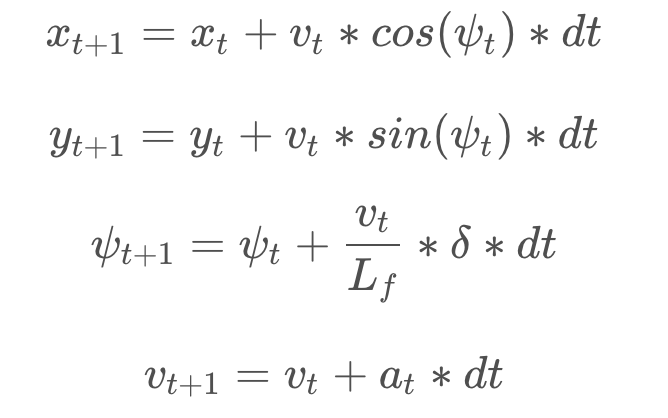 x_{t+1} = x_t + v_t * cos(ψ_t) * dt
y_{t+1} = y_t + v_t * sin(ψ_t) * dt
ψ_{t+1} = ψ_t + \frac{v_t}{L_f} * δ * dt
v_{t+1} = v_t + a_t * dt